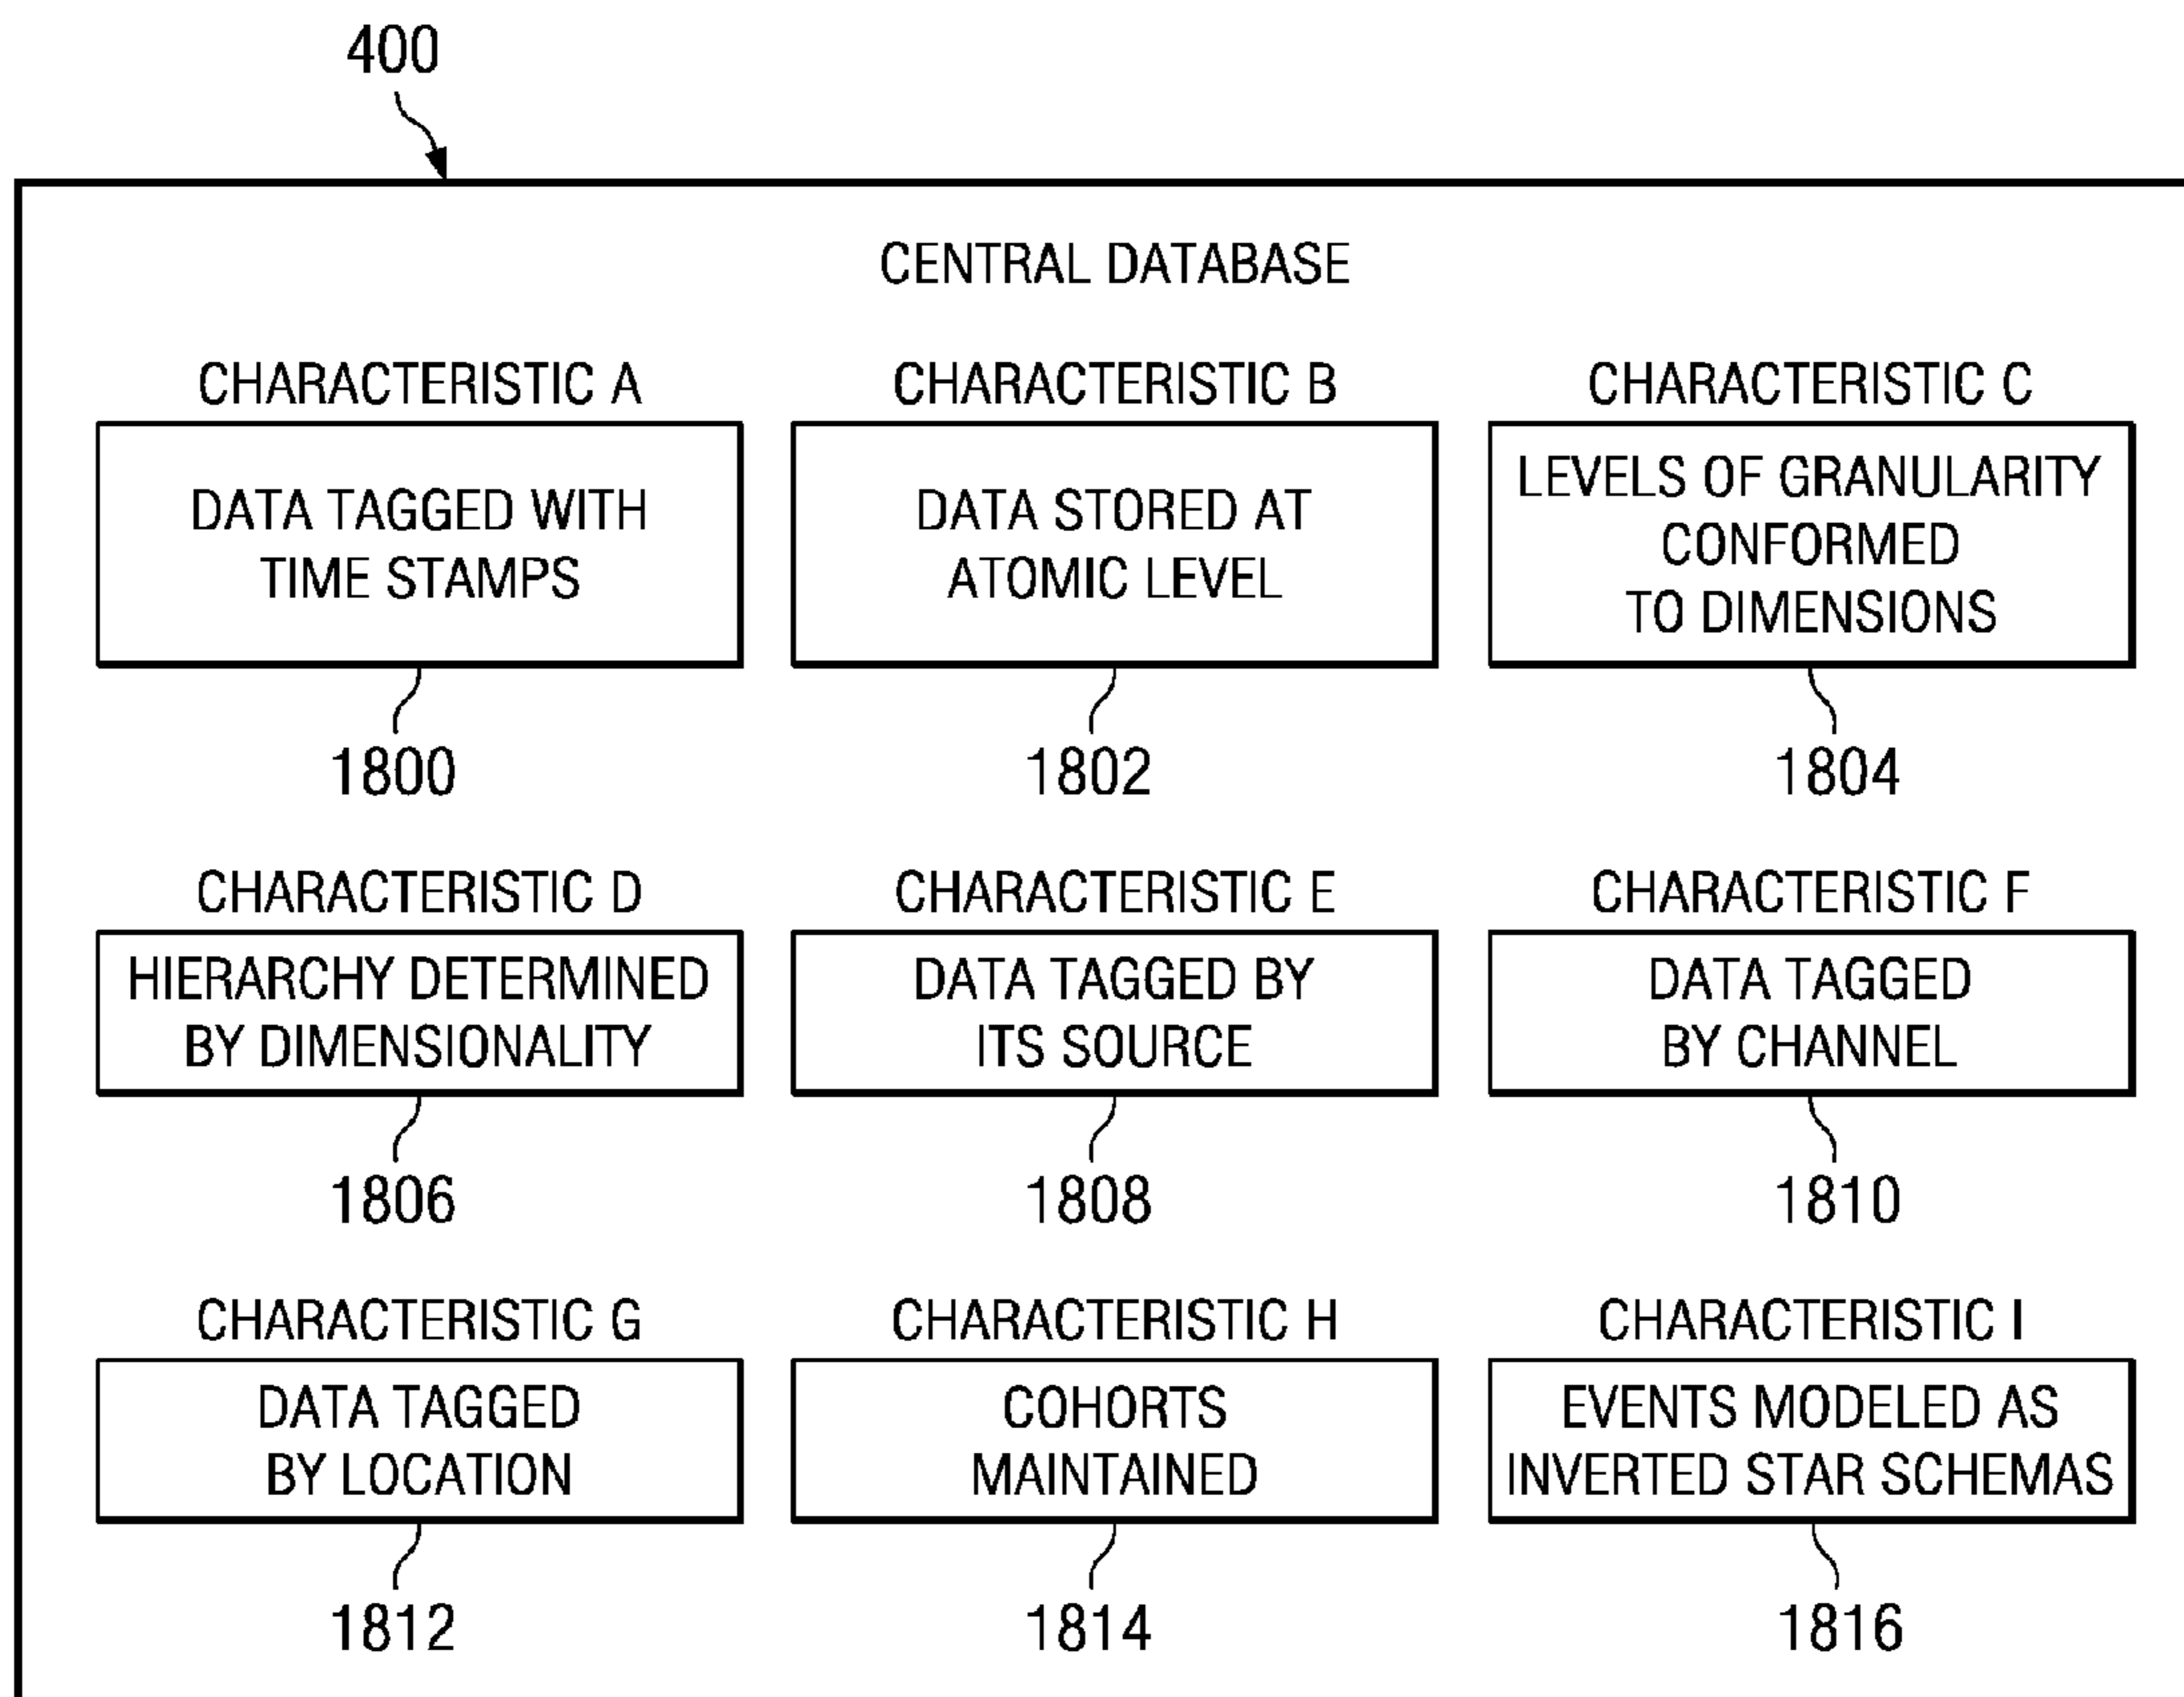 400
CENTRAL DATABASE
CHARACTERISTIC A
DATA TAGGED WITH
TIME STAMPS
1800
CHARACTERISTIC B
DATA STORED AT
ATOMIC LEVEL
1802
CHARACTERISTIC C
LEVELS OF GRANULARITY
CONFORMED
TO DIMENSIONS
1804
CHARACTERISTIC D
HIERARCHY DETERMINED
BY DIMENSIONALITY
1806
CHARACTERISTIC E
DATA TAGGED BY
ITS SOURCE
1808
CHARACTERISTIC F
DATA TAGGED
BY CHANNEL
1810
CHARACTERISTIC G
DATA TAGGED
BY LOCATION
1812
CHARACTERISTIC H
COHORTS
MAINTAINED
1814
CHARACTERISTIC I
EVENTS MODELED AS
INVERTED STAR SCHEMAS
1816